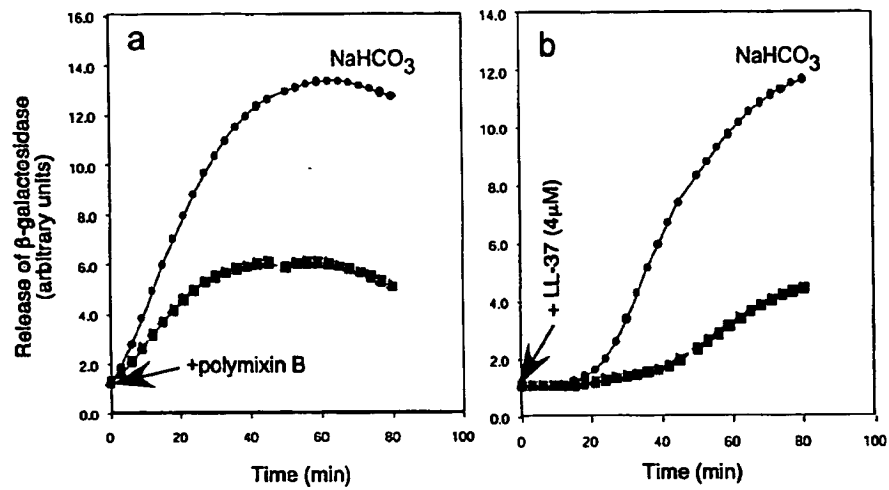 a
NaHCO3
Release of β-galactosidase
(arbitrary units)
16.0
14.0
12.0
10.0
8.0
6.0
4.0
2.0
0.0
+polymixin B
0 20 40 60 80 100
Time (min)
b
NaHCO3
14.0
12.0
10.0
8.0
6.0
4.0
2.0
0.0
+ LL-37 (4μM)
0 20 40 60 80 100
Time (min)